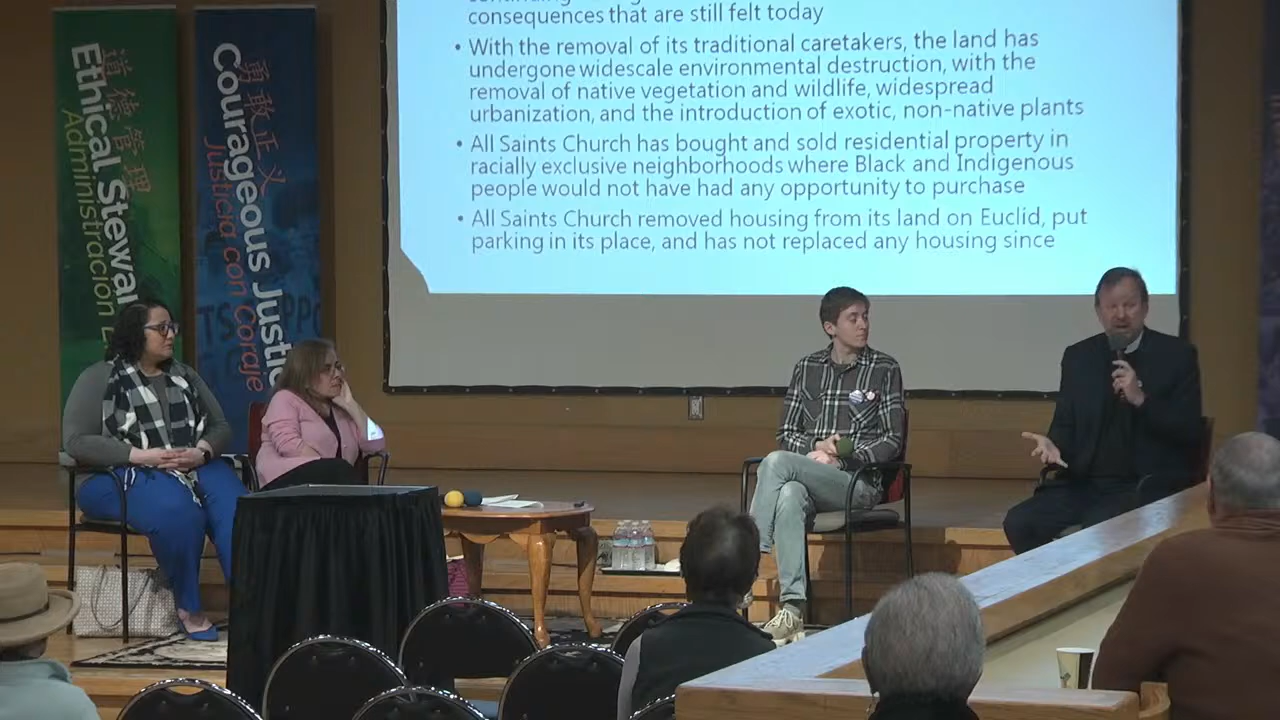 consequences that are still felt today
• With the removal of its traditional caretakers, the land has
undergone widescale environmental destruction, with the
removal of native vegetation and wildlife, widespread
urbanization, and the introduction of exotic, non-native plants
• All Saints Church has bought and sold residential property in
racially exclusive neighborhoods where Black and Indigenous
people would not have had any opportunity to purchase
• All Saints Church removed housing from its land on Euclid, put
parking in its place, and has not replaced any housing since
道德管理
Ethical Stewar
Administración
勇敢正义
Courageous Justic
Justicia con Coraje